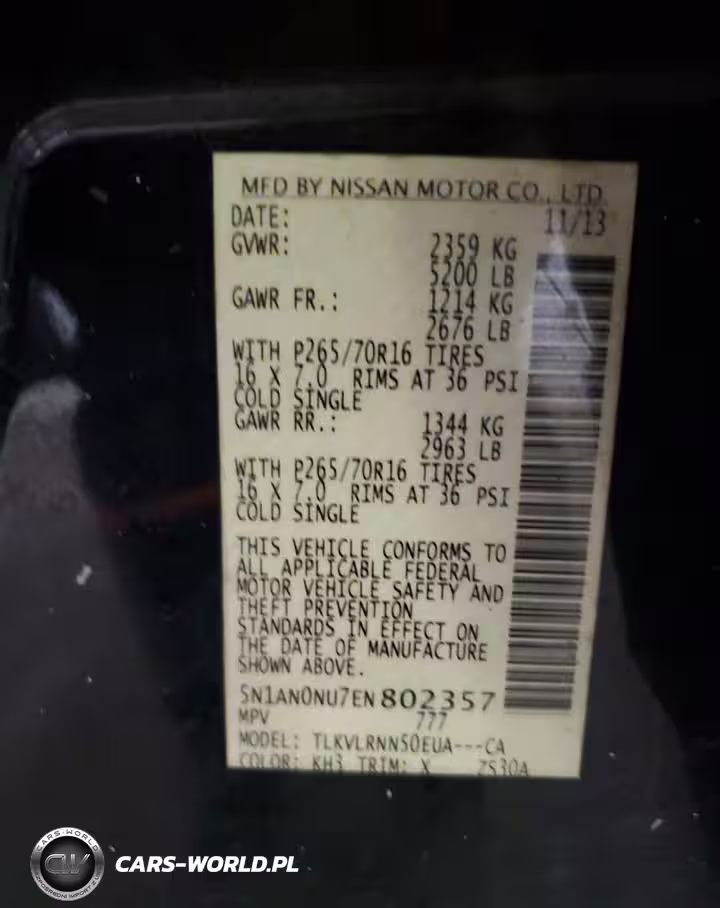 MFD BY NISSAN MOTOR CO., LTD.
DATE: 11/13
GVWR: 2359 KG
5200 LB
GAWR FR.: 1214 KG
2676 LB
WITH P265/70R16 TIRES
16 X 7.0 RIMS AT 36 PSI
COLD SINGLE
GAWR RR.: 1344 KG
2963 LB
WITH P265/70R16 TIRES
16 X 7.0 RIMS AT 36 PSI
COLD SINGLE
THIS VEHICLE CONFORMS TO
ALL APPLICABLE FEDERAL
MOTOR VEHICLE SAFETY AND
THEFT PREVENTION
STANDARDS IN EFFECT ON
THE DATE OF MANUFACTURE
SHOWN ABOVE.
5N1AN0NU7EN802357
MPV 777
MODEL: TLKVLRNN50EUA---CA
COLOR: KH3 TRIM: X ZS30A
CARS-WORLD
CW
CARS-WORLD.PL